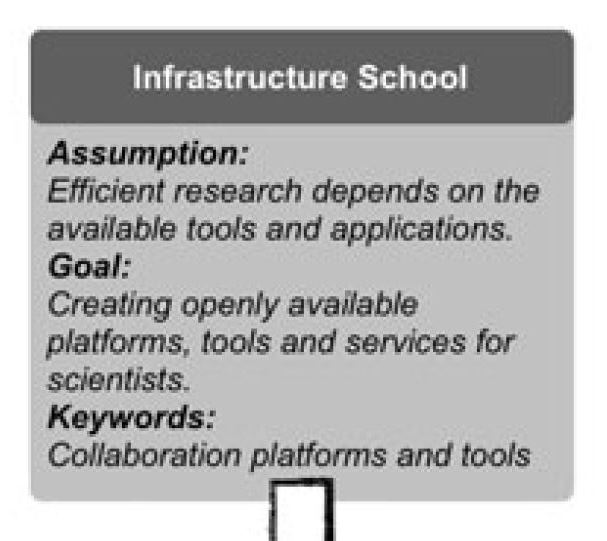 Infrastructure School
Assumption:
Efficient research depends on the
available tools and applications.
Goal:
Creating openly available
platforms, tools and services for
scientists.
Keywords:
Collaboration platforms and tools